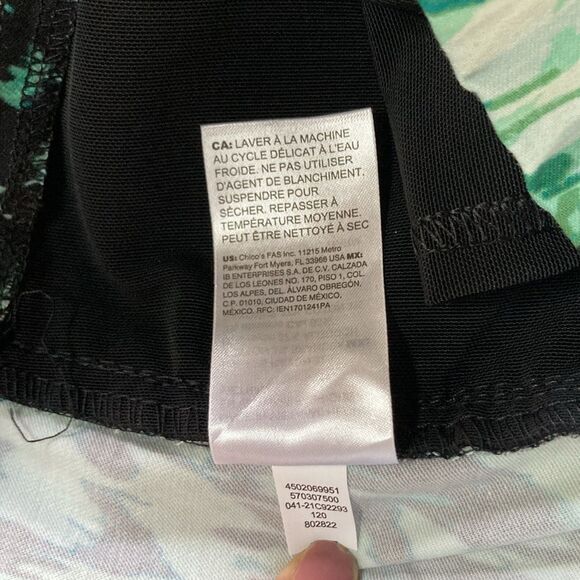 CA: LAVER À LA MACHINE
AU CYCLE DÉLICAT À L'EAU
FROIDE. NE PAS UTILISER
D'AGENT DE BLANCHIMENT.
SUSPENDRE POUR
SÉCHER. REPASSER À
TEMPÉRATURE MOYENNE.
PEUT ÊTRE NETTOYÉ À SEC
US: Chico's FAS Inc. 11215 Metro
Parkway Fort Myers, FL 33966 US MX:
IB ENTERPRISES S.A. DE C.V. CALZADA
DE LOS LEONES NO. 170, PISO 1, COL.
LOS ALPES, DEL. ÁLVARO OBREGÓN,
C.P. 01010, CIUDAD DE MÉXICO,
MÉXICO. RFC: IEN1701241PA
4502069951
570307500
041-21C92293
120
802822